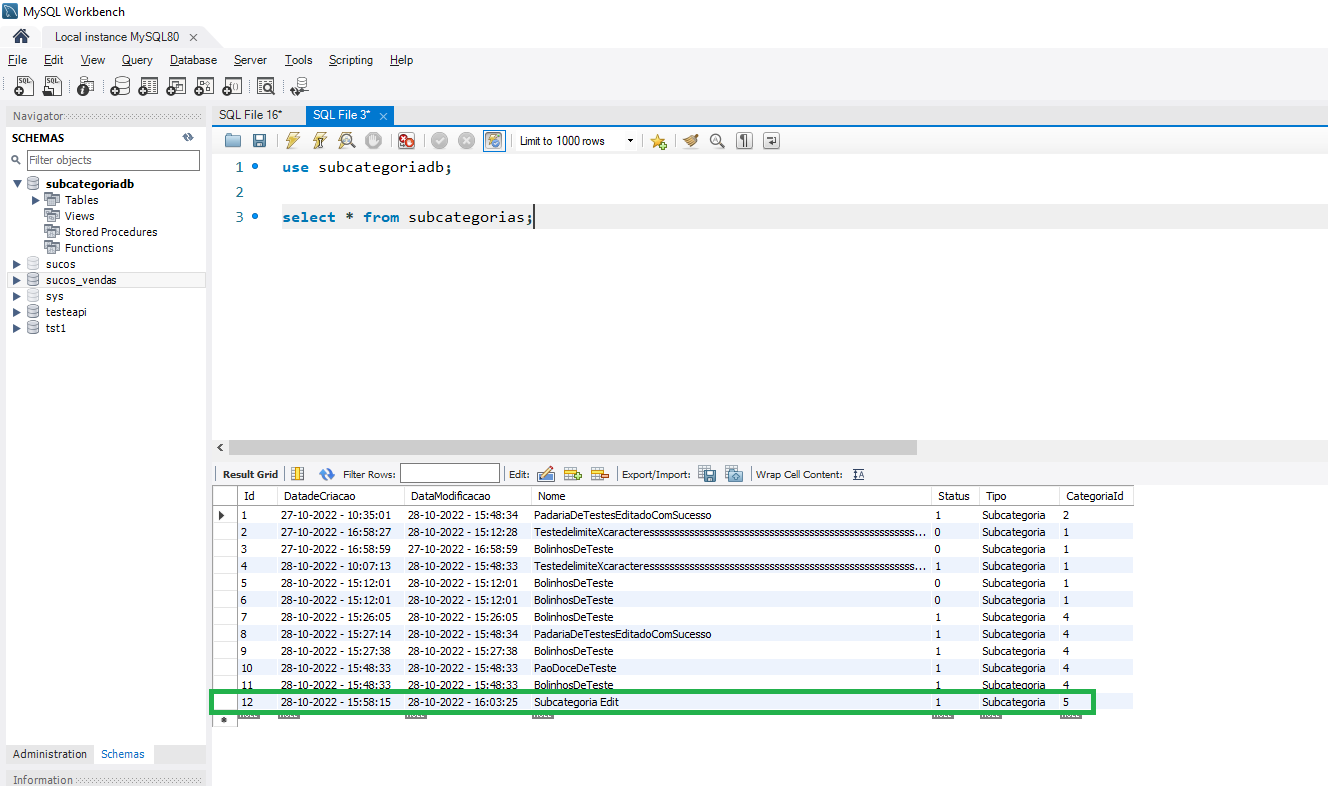 MySQL Workbench
Local instance MySQL80
File Edit View Query Database Server Tools Scripting Help
Navigator
SCHEMAS
Filter objects
subcategoriadb
Tables
Views
Stored Procedures
Functions
sucos
sucos_vendas
sys
testeapi
tst1
Administration Schemas
Information
SQL File 16* SQL File 3*
Limit to 1000 rows
1 use subcategoriadb;
2
3 select * from subcategorias;
Result Grid Filter Rows: Edit: Export/Import: Wrap Cell Content:
Id DatadeCriacao DataModificacao Nome Status Tipo CategoriaId
1 27-10-2022 - 10:35:01 28-10-2022 - 15:48:34 PadariaDeTestesEditadoComSucesso 1 Subcategoria 2
2 27-10-2022 - 16:58:27 28-10-2022 - 15:12:28 TestedelimiteXcaracteresssssssssssssssssssssssssssssssssssssssssssssssssssssss... 0 Subcategoria 1
3 27-10-2022 - 16:58:59 27-10-2022 - 16:58:59 BolinhosDeTeste 0 Subcategoria 1
4 28-10-2022 - 10:07:13 28-10-2022 - 15:48:33 TestedelimiteXcaracteresssssssssssssssssssssssssssssssssssssssssssssssssssssss... 1 Subcategoria 1
5 28-10-2022 - 15:12:01 28-10-2022 - 15:12:01 BolinhosDeTeste 0 Subcategoria 1
6 28-10-2022 - 15:12:01 28-10-2022 - 15:12:01 BolinhosDeTeste 0 Subcategoria 1
7 28-10-2022 - 15:26:05 28-10-2022 - 15:26:05 BolinhosDeTeste 1 Subcategoria 4
8 28-10-2022 - 15:27:14 28-10-2022 - 15:48:34 PadariaDeTestesEditadoComSucesso 1 Subcategoria 4
9 28-10-2022 - 15:27:38 28-10-2022 - 15:27:38 BolinhosDeTeste 1 Subcategoria 4
10 28-10-2022 - 15:48:33 28-10-2022 - 15:48:33 PaoDoceDeTeste 1 Subcategoria 4
11 28-10-2022 - 15:48:33 28-10-2022 - 15:48:33 BolinhosDeTeste 1 Subcategoria 4
12 28-10-2022 - 15:58:15 28-10-2022 - 16:03:25 Subcategoria Edit 1 Subcategoria 5
NULL NULL NULL NULL NULL NULL NULL